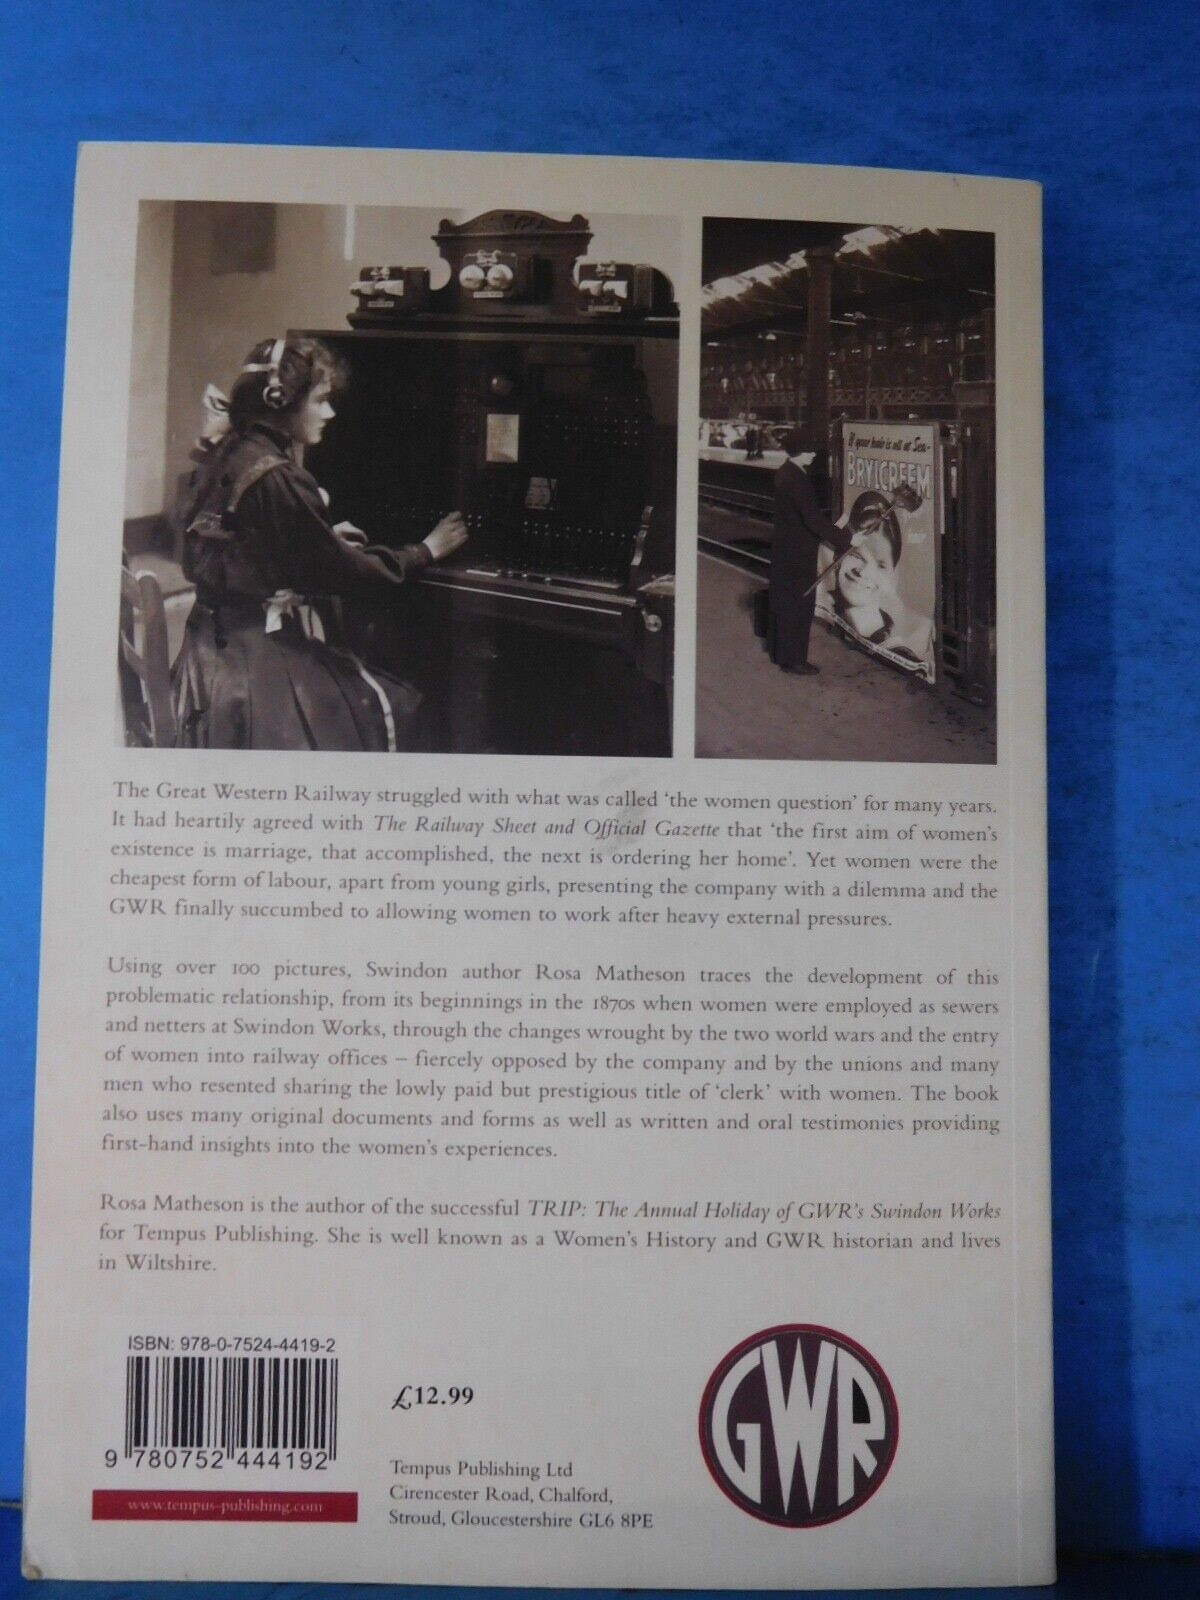 If your hair is all at Sea-
BRYLCREEM
your
hair
The Great Western Railway struggled with what was called ‘the women question’ for many years.
It had heartily agreed with The Railway Sheet and Official Gazette that ‘the first aim of women’s
existence is marriage, that accomplished, the next is ordering her home’. Yet women were the
cheapest form of labour, apart from young girls, presenting the company with a dilemma and the
GWR finally succumbed to allowing women to work after heavy external pressures.
Using over 100 pictures, Swindon author Rosa Matheson traces the development of this
problematic relationship, from its beginnings in the 1870s when women were employed as sewers
and netters at Swindon Works, through the changes wrought by the two world wars and the entry
of women into railway offices – fiercely opposed by the company and by the unions and many
men who resented sharing the lowly paid but prestigious title of ‘clerk’ with women. The book
also uses many original documents and forms as well as written and oral testimonies providing
first-hand insights into the women’s experiences.
Rosa Matheson is the author of the successful TRIP: The Annual Holiday of GWR’s Swindon Works
for Tempus Publishing. She is well known as a Women’s History and GWR historian and lives
in Wiltshire.
ISBN: 978-0-7524-4419-2
9 780752 444192
www.tempus-publishing.com
£12.99
Tempus Publishing Ltd
Cirencester Road, Chalford,
Stroud, Gloucestershire GL6 8PE
GWR